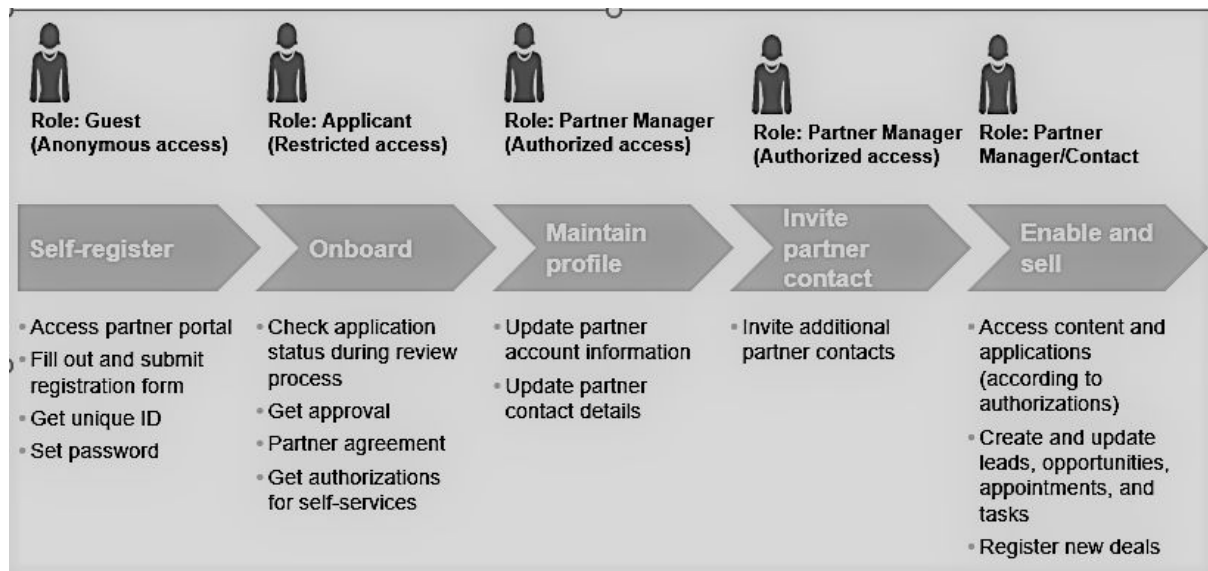 Role: Guest
(Anonymous access)
Role: Applicant
(Restricted access)
Role: Partner Manager
(Authorized access)
Role: Partner Manager
(Authorized access)
Role: Partner
Manager/Contact
Self-register
Onboard
Maintain
profile
Invite
partner
contact
Enable and
sell
Access partner portal
Fill out and submit
registration form
Get unique ID
Set password
Check application
status during review
process
Get approval
Partner agreement
Get authorizations
for self-services
Update partner
account information
Update partner
contact details
Invite additional
partner contacts
Access content and
applications
(according to
authorizations)
Create and update
leads, opportunities,
appointments, and
tasks
Register new deals